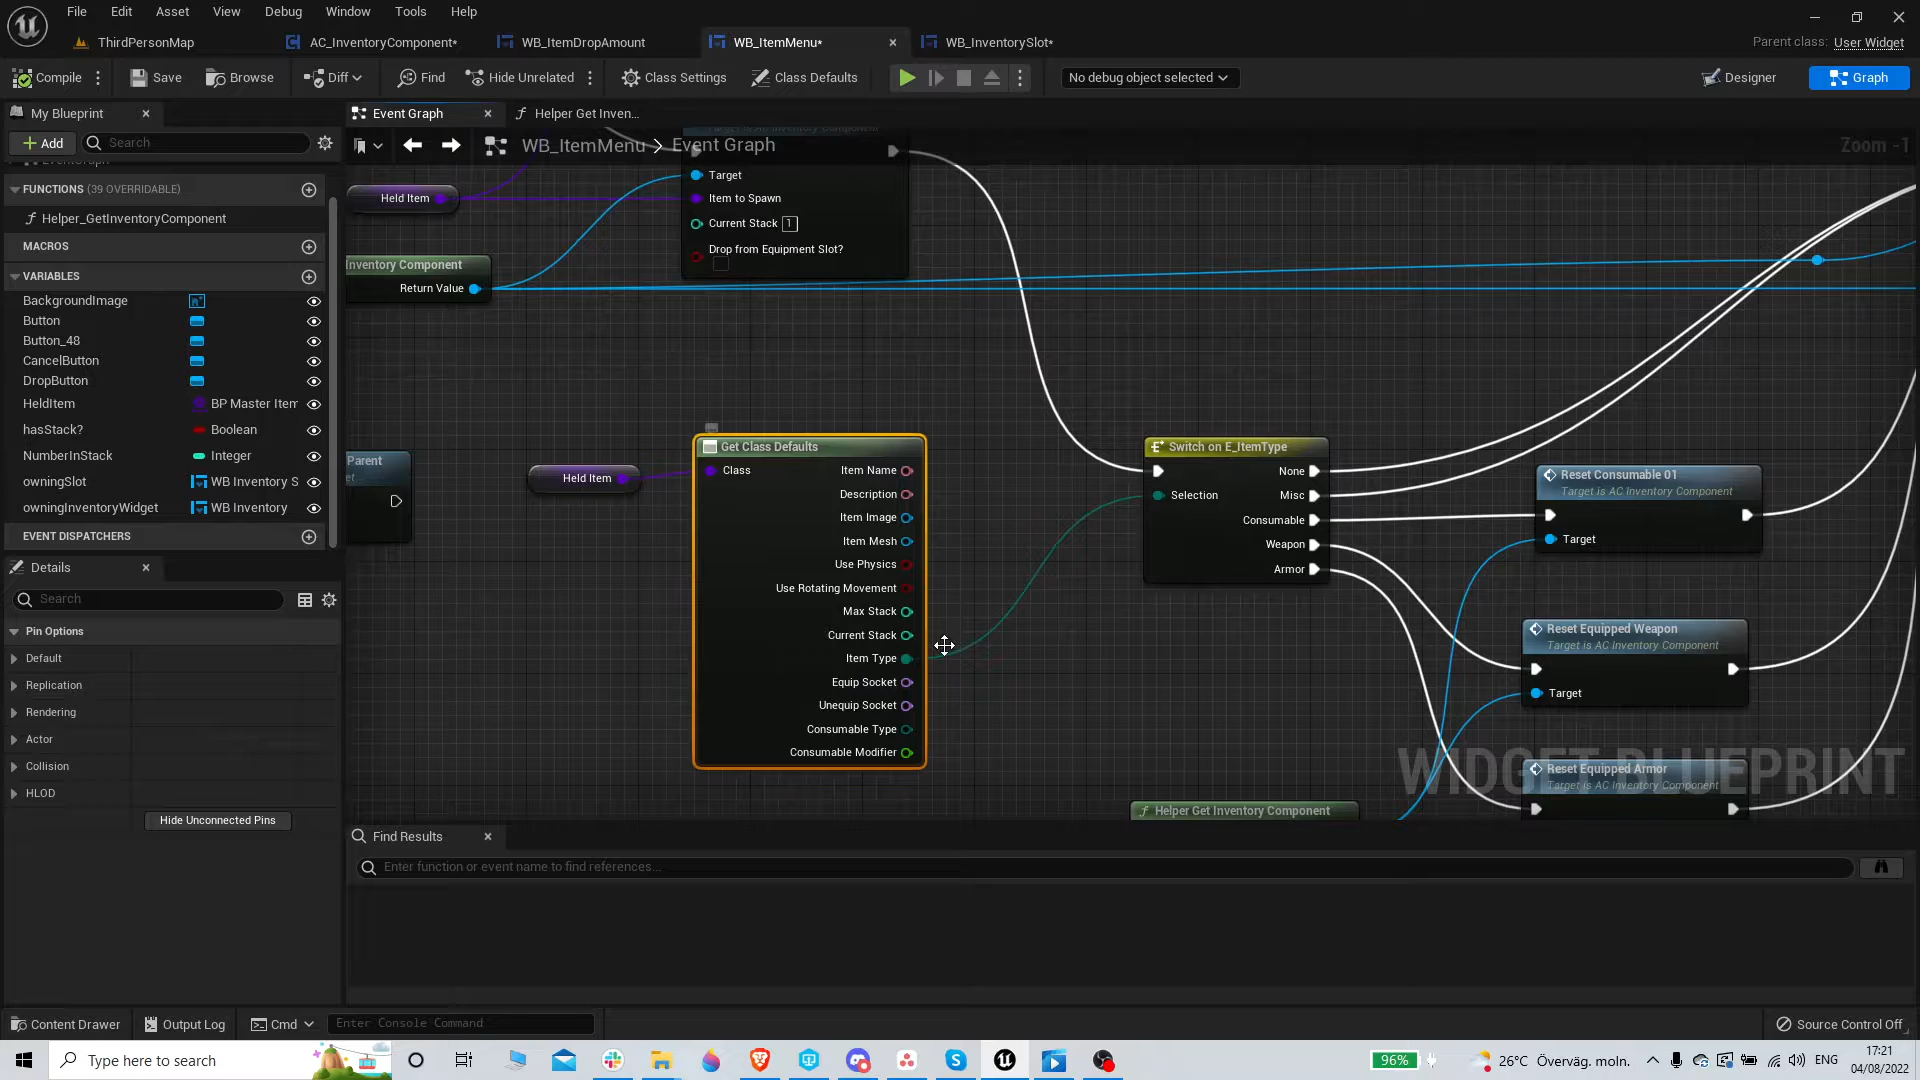 File Edit Asset View Debug Window Tools Help
ThirdPersonMap
AC_InventoryComponent*
WB_ItemDropAmount
WB_ItemMenu*
WB_InventorySlot*
Parent class: User Widget
Compile
Save
Browse
Diff
Find
Hide Unrelated
Class Settings
Class Defaults
No debug object selected
Designer
Graph
My Blueprint
Event Graph
Helper Get Inven...
Add
Search
WB_ItemMenu > Event Graph
Zoom -1
FUNCTIONS (39 OVERRIDABLE)
Helper_GetInventoryComponent
MACROS
VARIABLES
BackgroundImage
Button
Button_48
CancelButton
DropButton
HeldItem BP Master Item
hasStack? Boolean
NumberInStack Integer
owningSlot WB Inventory S
owningInventoryWidget WB Inventory
EVENT DISPATCHERS
Details
Search
Pin Options
Default
Replication
Rendering
Actor
Collision
HLOD
Hide Unconnected Pins
Target is AC Inventory Component
Held Item
Target
Item to Spawn
Current Stack 1
Drop from Equipment Slot?
Inventory Component
Return Value
Parent
Held Item
Get Class Defaults
Class
Item Name
Description
Item Image
Item Mesh
Use Physics
Use Rotating Movement
Max Stack
Current Stack
Item Type
Equip Socket
Unequip Socket
Consumable Type
Consumable Modifier
Switch on E_ItemType
Selection
None
Misc
Consumable
Weapon
Armor
Reset Consumable 01
Target is AC Inventory Component
Target
Reset Equipped Weapon
Target is AC Inventory Component
Target
Reset Equipped Armor
Target is AC Inventory Component
Helper Get Inventory Component
WIDGET BLUEPRINT
Find Results
Enter function or event name to find references...
Content Drawer
Output Log
Cmd
Enter Console Command
Source Control Off
Type here to search
96%
26°C Överväg. moln.
ENG
17:21
04/08/2022